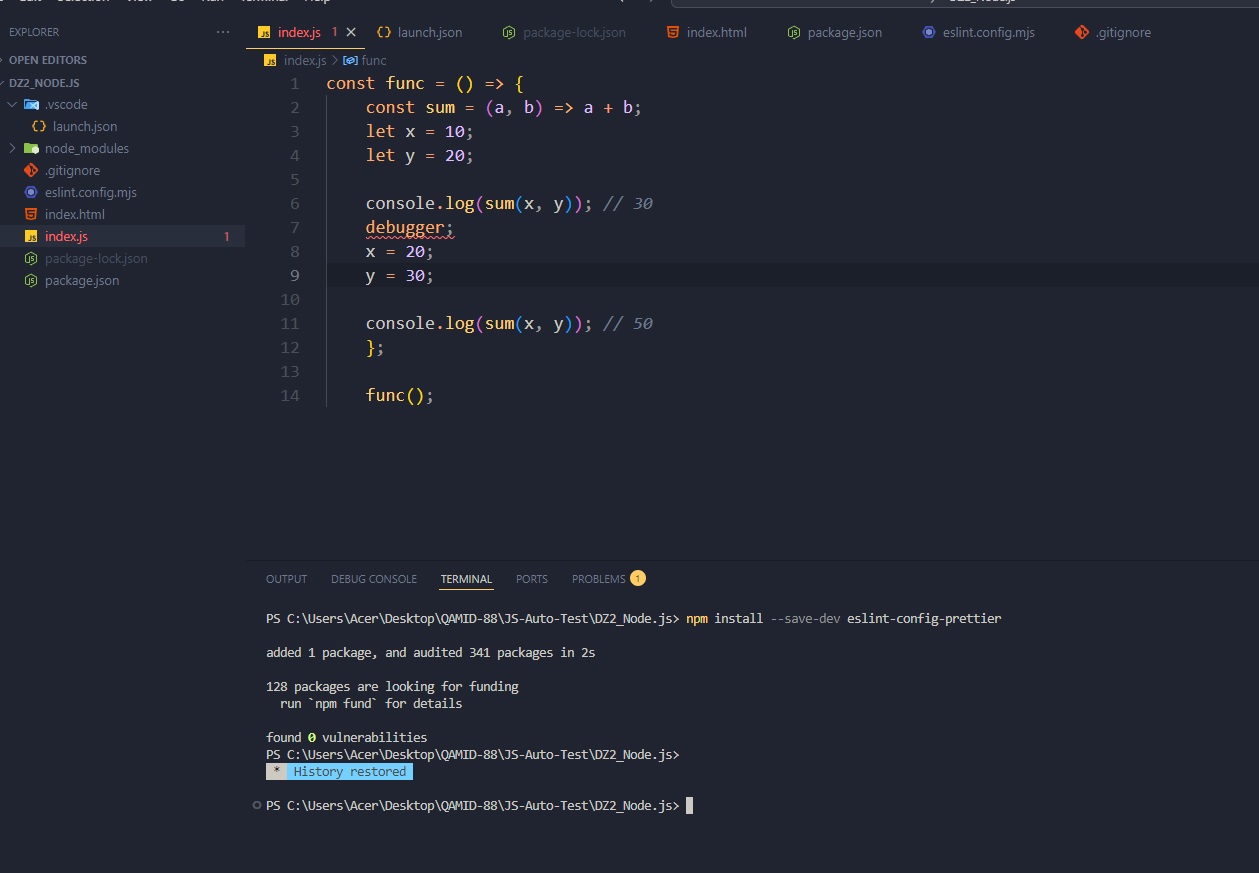 EXPLORER
OPEN EDITORS
DZ2_NODE.JS
.vscode
launch.json
node_modules
.gitignore
eslint.config.mjs
index.html
index.js 1
package-lock.json
package.json
index.js 1 launch.json package-lock.json index.html package.json eslint.config.mjs .gitignore
index.js > func
1 const func = () => {
2 const sum = (a, b) => a + b;
3 let x = 10;
4 let y = 20;
5
6 console.log(sum(x, y)); // 30
7 debugger;
8 x = 20;
9 y = 30;
10
11 console.log(sum(x, y)); // 50
12 };
13
14 func();
OUTPUT DEBUG CONSOLE TERMINAL PORTS PROBLEMS 1
PS C:\Users\Acer\Desktop\QAMID-88\JS-Auto-Test\DZ2_Node.js> npm install --save-dev eslint-config-prettier
added 1 package, and audited 341 packages in 2s
128 packages are looking for funding
run `npm fund` for details
found 0 vulnerabilities
PS C:\Users\Acer\Desktop\QAMID-88\JS-Auto-Test\DZ2_Node.js>
* History restored
PS C:\Users\Acer\Desktop\QAMID-88\JS-Auto-Test\DZ2_Node.js>